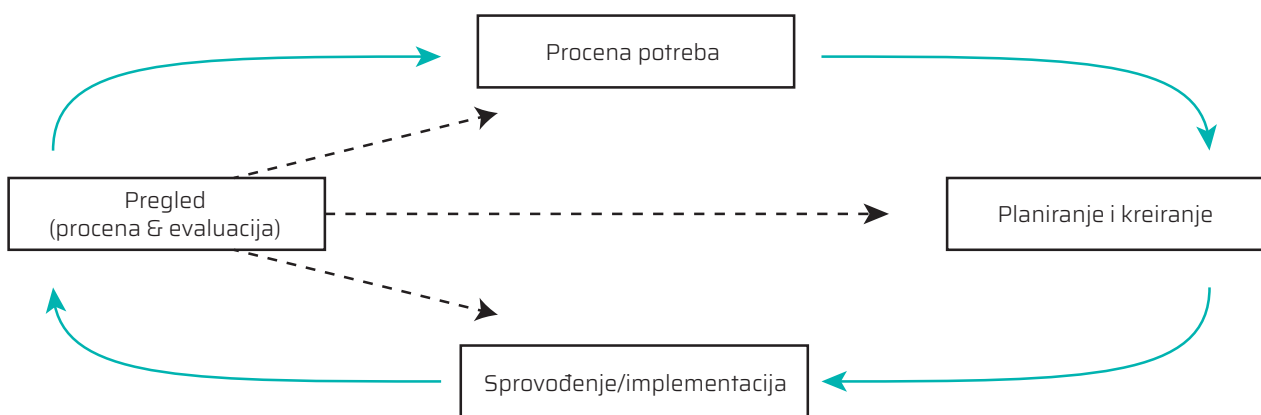 Procena potreba
Pregled
(procena & evaluacija)
Planiranje i kreiranje
Sprovođenje/implementacija